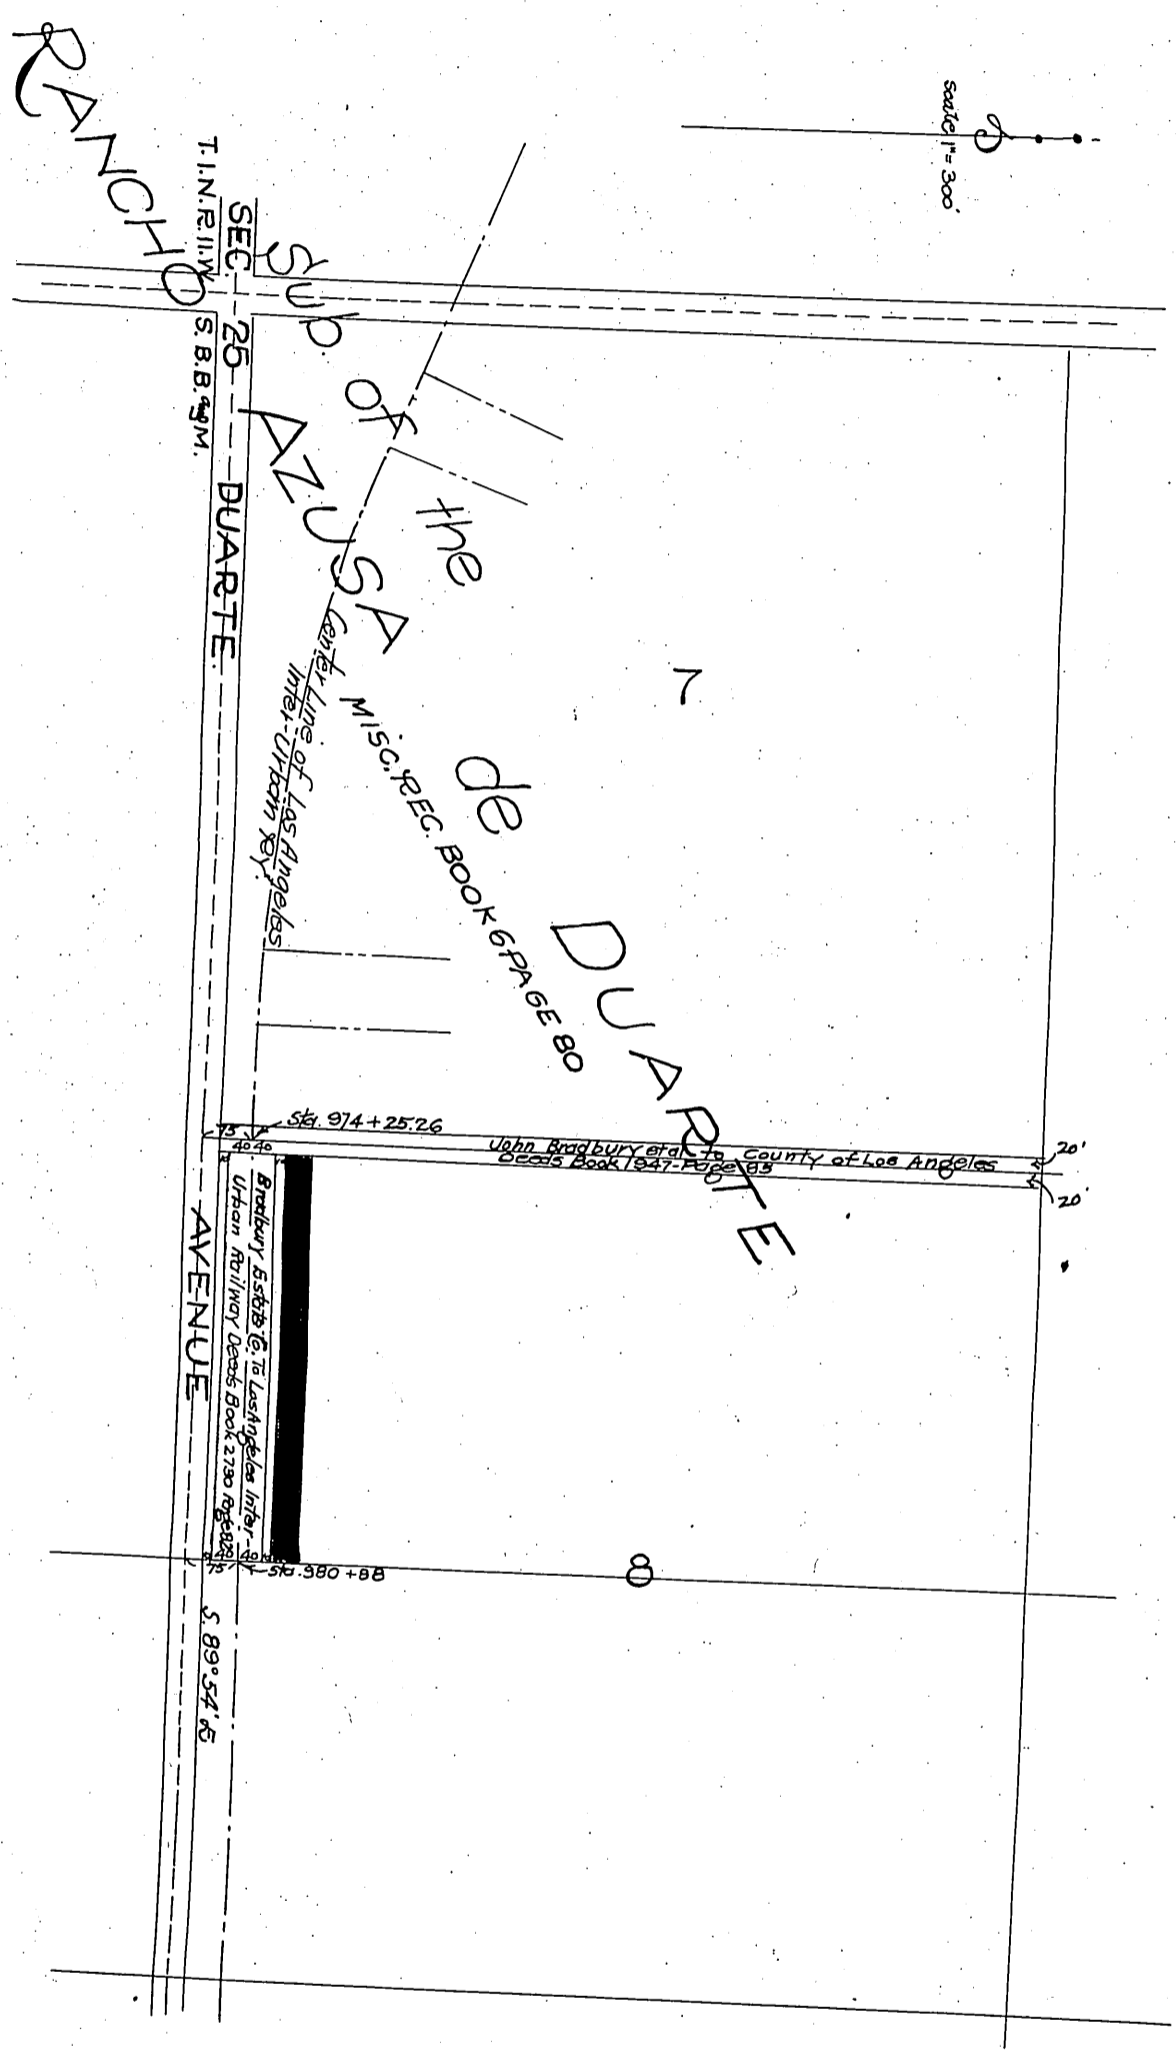 scale 1"=300'
RANCHO
Sub. of the
AZUSA de DUARTE
MISC. REC. BOOK 6 PAGE 80
SEC. 25
T.1.N.R.11.W. S.B.B. and M.
DUARTE AVENUE
7
8
Center Line of Los Angeles
Inter-Urban Ry.
Sta. 974+25.26
75
40 40
John Bradbury et al to County of Los Angeles
Deeds Book 1947-Page 85
20'
20'
Bradbury Estate Co. To Los Angeles Inter-
Urban Railway Deeds Book 2730 Page
40 40
75
Sta. 980+88
S. 89°54' E.